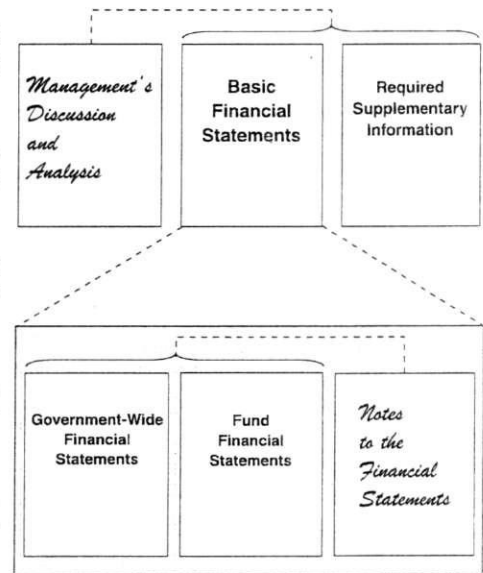 Management's
Discussion
and
Analysis
Basic
Financial
Statements
Required
Supplementary
Information
Government-Wide
Financial
Statements
Fund
Financial
Statements
Notes
to the
Financial
Statements